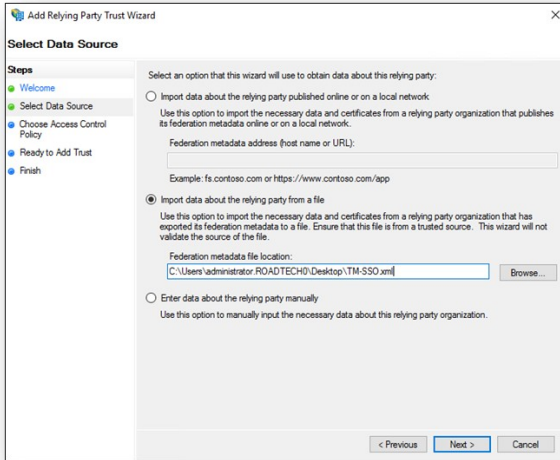 Add Relying Party Trust Wizard
Select Data Source
Steps
Welcome
Select Data Source
Choose Access Control
Policy
Ready to Add Trust
Finish
Select an option that this wizard will use to obtain data about this relying party:
Import data about the relying party published online or on a local network
Use this option to import the necessary data and certificates from a relying party organization that publishes
its federation metadata online or on a local network.
Federation metadata address (host name or URL):
Example: fs.contoso.com or https://www.contoso.com/app
Import data about the relying party from a file
Use this option to import the necessary data and certificates from a relying party organization that has
exported its federation metadata to a file. Ensure that this file is from a trusted source. This wizard will not
validate the source of the file.
Federation metadata file location:
C:\Users\administrator.ROADTECH0\Desktop\TM-SSO.xml
Browse...
Enter data about the relying party manually
Use this option to manually input the necessary data about this relying party organization.
< Previous
Next >
Cancel